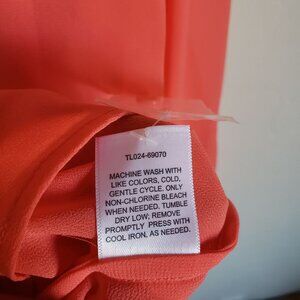 TL024-69070
MACHINE WASH WITH
LIKE COLORS, COLD,
GENTLE CYCLE. ONLY
NON-CHLORINE BLEACH
WHEN NEEDED. TUMBLE
DRY LOW; REMOVE
PROMPTLY PRESS WITH
COOL IRON, AS NEEDED.